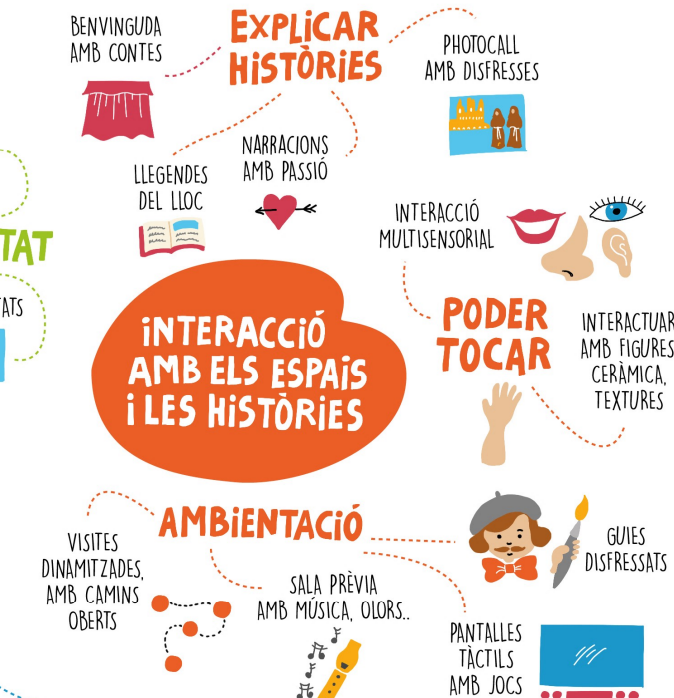 BENVINGUDA
AMB CONTES
EXPLICAR
HISTÒRIES
PHOTOCALL
AMB DISFRESSES
LLEGENDES
DEL LLOC
NARRACIONS
AMB PASSIÓ
INTERACCIÓ
MULTISENSORIAL
TAT
TATS
INTERACCIÓ
AMB ELS ESPAIS
I LES HISTÒRIES
PODER
TOCAR
INTERACTUAR
AMB FIGURES
CERÀMICA,
TEXTURES
AMBIENTACIÓ
VISITES
DINAMITZADES,
AMB CAMINS
OBERTS
SALA PRÈVIA
AMB MÚSICA, OLORS..
GUIES
DISFRESSATS
PANTALLES
TÀCTILS
AMB JOCS